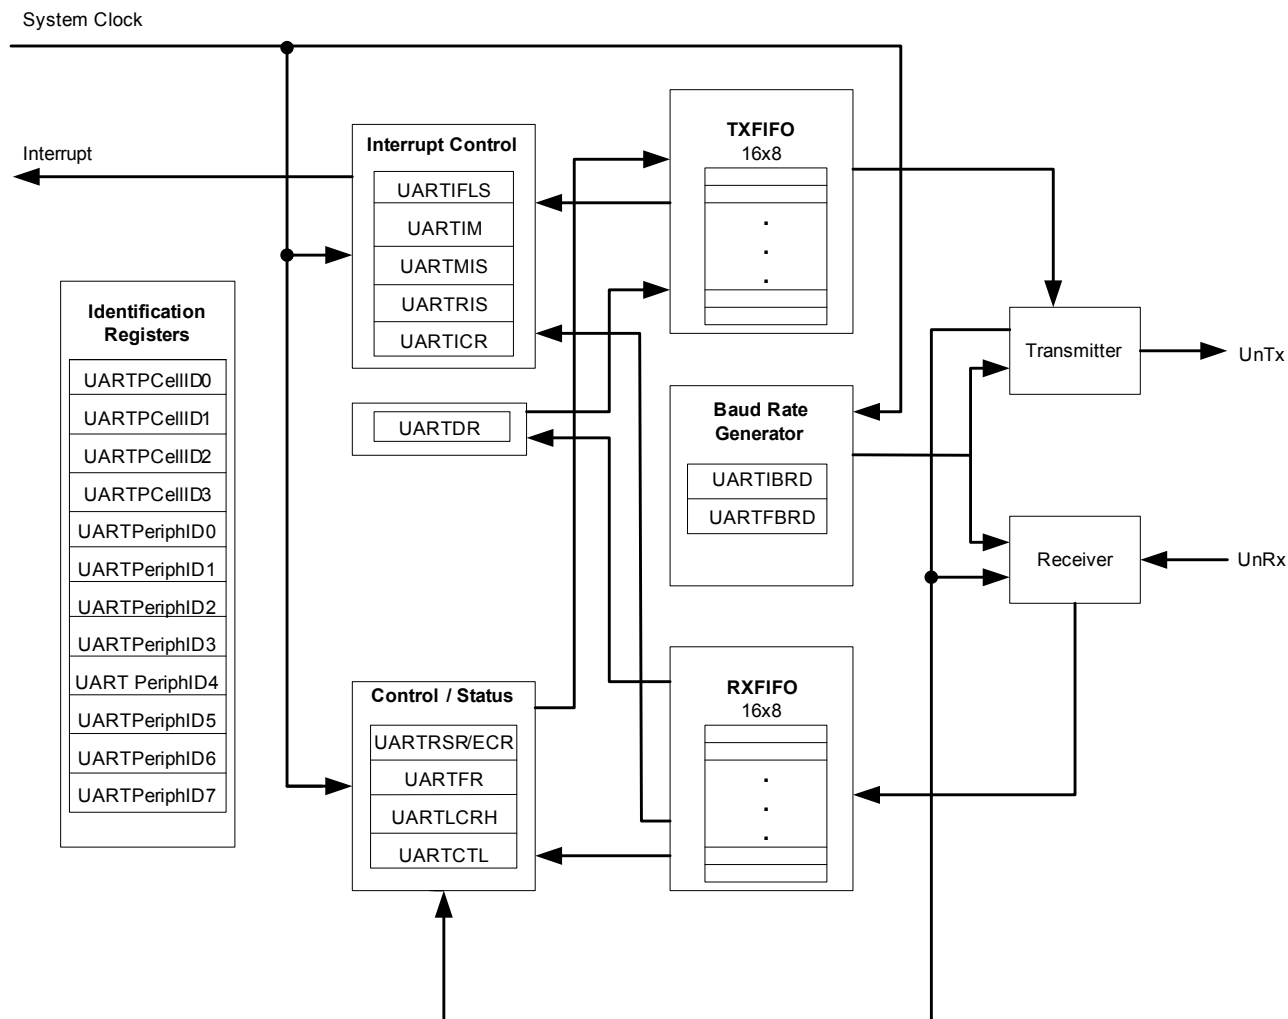 System Clock
Interrupt
Identification
Registers
UARTPCellID0
UARTPCellID1
UARTPCellID2
UARTPCellID3
UARTPeriphID0
UARTPeriphID1
UARTPeriphID2
UARTPeriphID3
UART PeriphID4
UARTPeriphID5
UARTPeriphID6
UARTPeriphID7
Interrupt Control
UARTIFLS
UARTIM
UARTMIS
UARTRIS
UARTICR
UARTDR
Control / Status
UARTRSR/ECR
UARTFR
UARTLCRH
UARTCTL
TXFIFO
16x8
.
.
.
Baud Rate
Generator
UARTIBRD
UARTFBRD
RXFIFO
16x8
.
.
.
Transmitter
UnTx
Receiver
UnRx